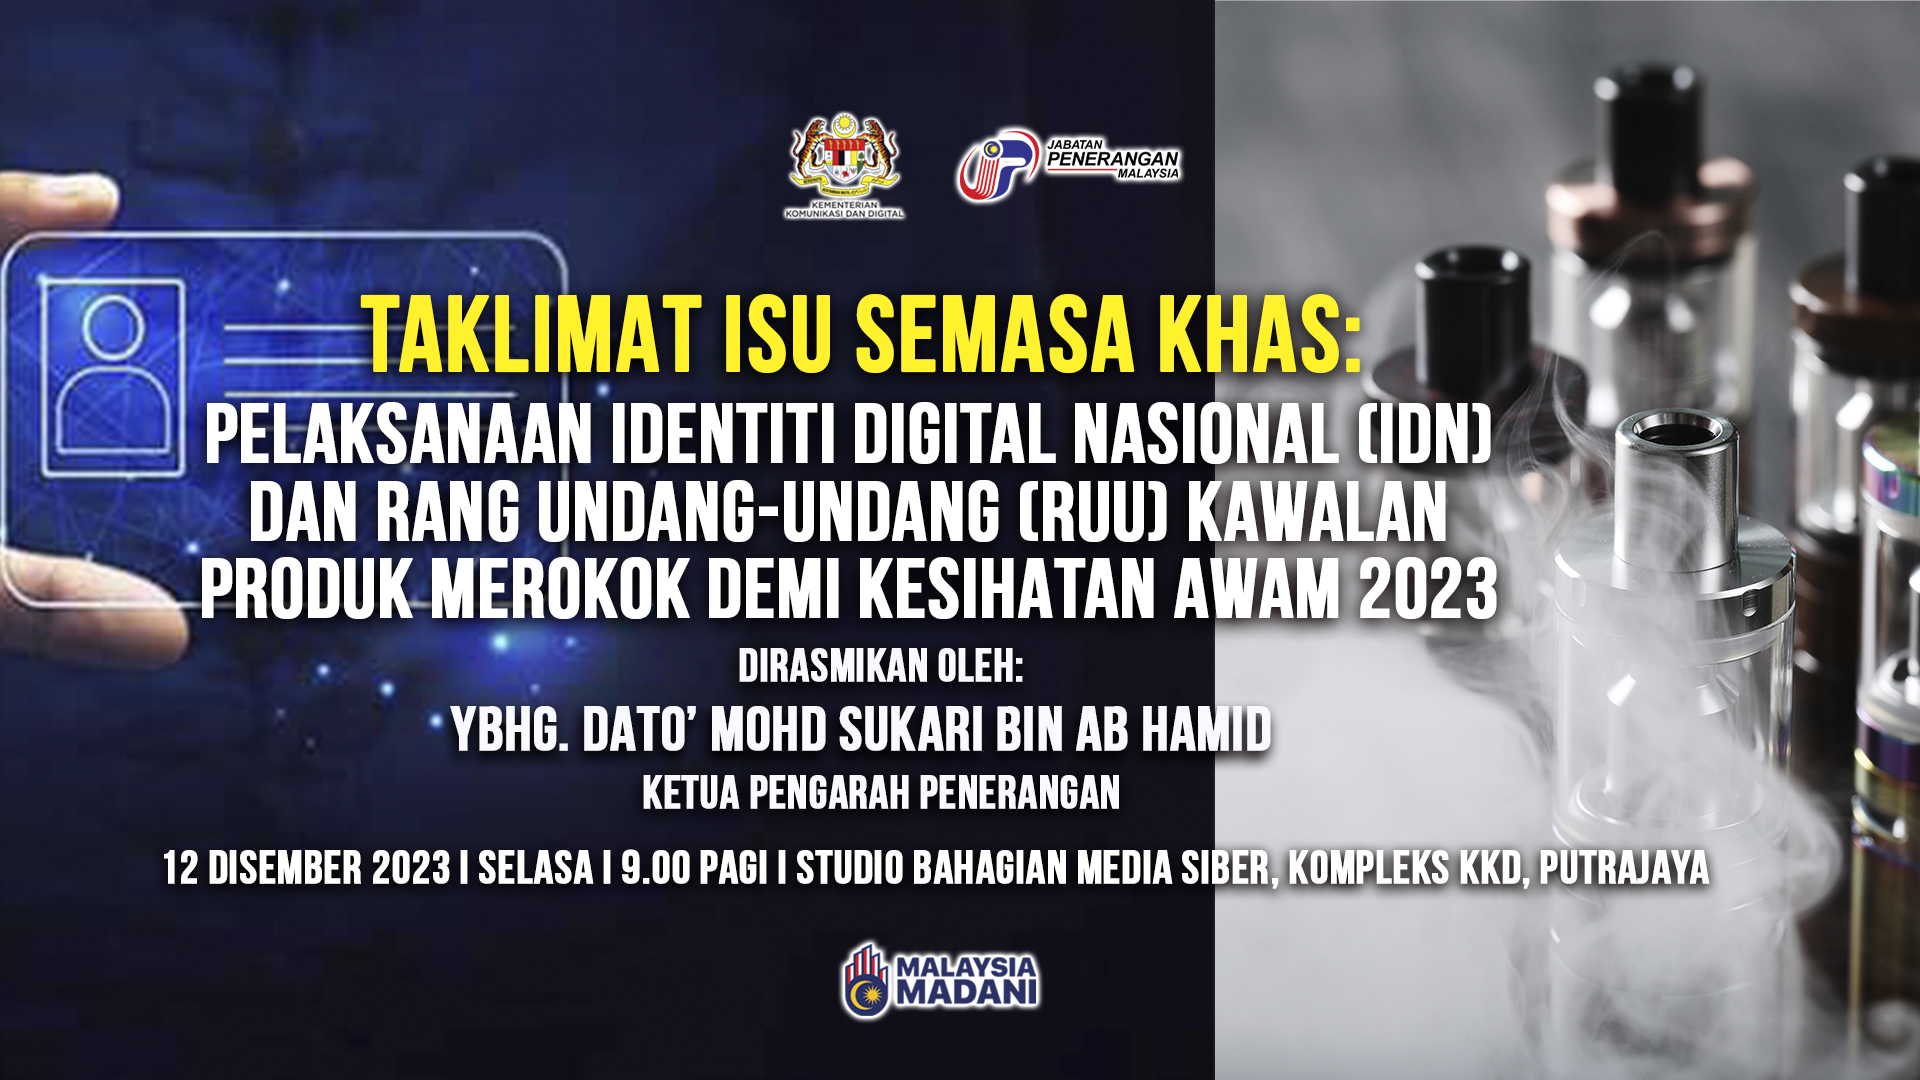 KEMENTERIAN
KOMUNIKASI DAN DIGITAL
JABATAN
PENERANGAN
MALAYSIA
TAKLIMAT ISU SEMASA KHAS:
PELAKSANAAN IDENTITI DIGITAL NASIONAL (IDN)
DAN RANG UNDANG-UNDANG (RUU) KAWALAN
PRODUK MEROKOK DEMI KESIHATAN AWAM 2023
DIRASMIKAN OLEH:
YBHG. DATO’ MOHD SUKARI BIN AB HAMID
KETUA PENGARAH PENERANGAN
12 DISEMBER 2023 I SELASA I 9.00 PAGI I STUDIO BAHAGIAN MEDIA SIBER, KOMPLEKS KKD, PUTRAJAYA
MALAYSIA
MADANI